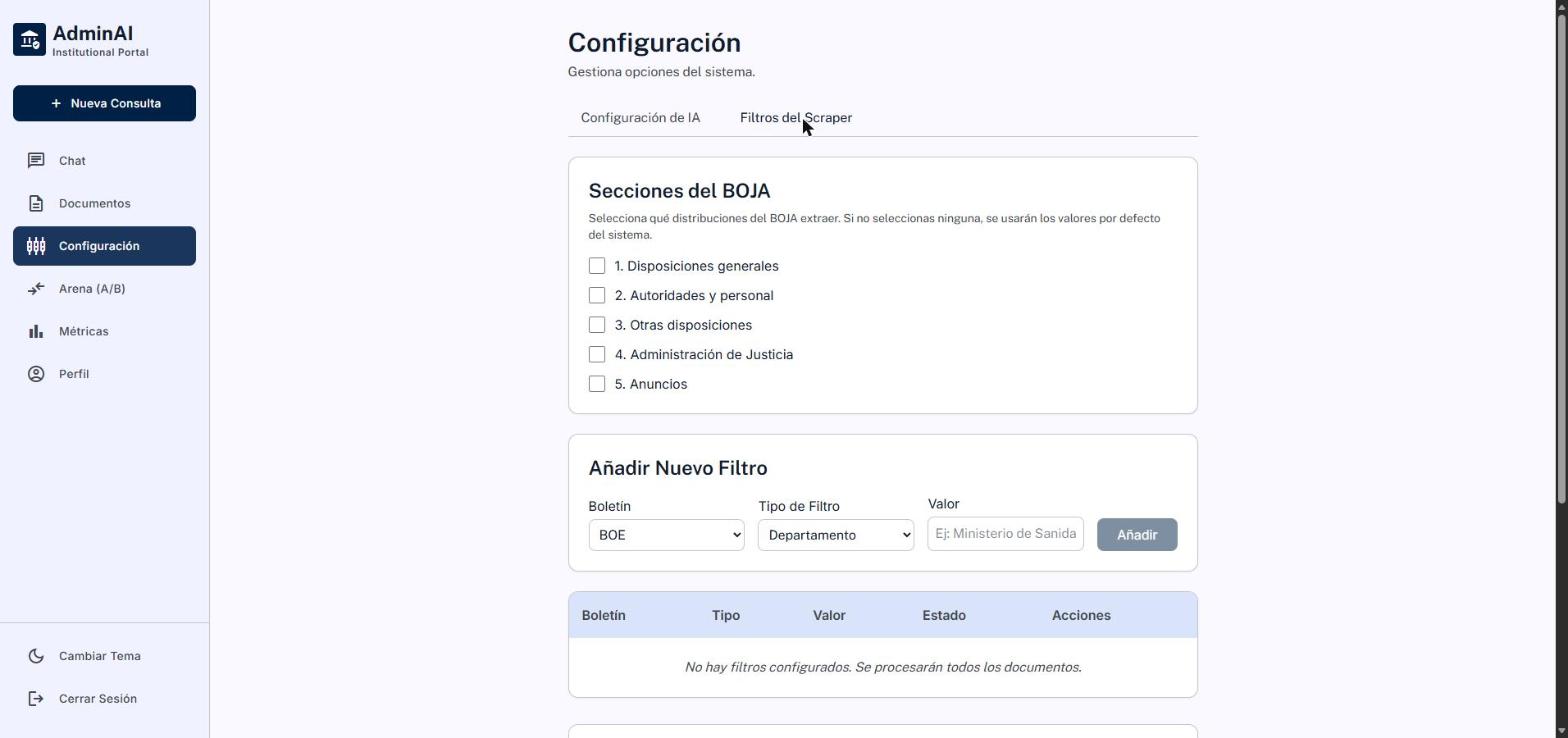 AdminAI
Institutional Portal
+ Nueva Consulta
Chat
Documentos
Configuración
Arena (A/B)
Métricas
Perfil
Cambiar Tema
Cerrar Sesión
Configuración
Gestiona opciones del sistema.
Configuración de IA
Filtros del Scraper
Secciones del BOJA
Selecciona qué distribuciones del BOJA extraer. Si no seleccionas ninguna, se usarán los valores por defecto
del sistema.
1. Disposiciones generales
2. Autoridades y personal
3. Otras disposiciones
4. Administración de Justicia
5. Anuncios
Añadir Nuevo Filtro
Boletín
Tipo de Filtro
Valor
BOE
Departamento
Ej: Ministerio de Sanida
Añadir
Boletín Tipo Valor Estado Acciones
No hay filtros configurados. Se procesarán todos los documentos.